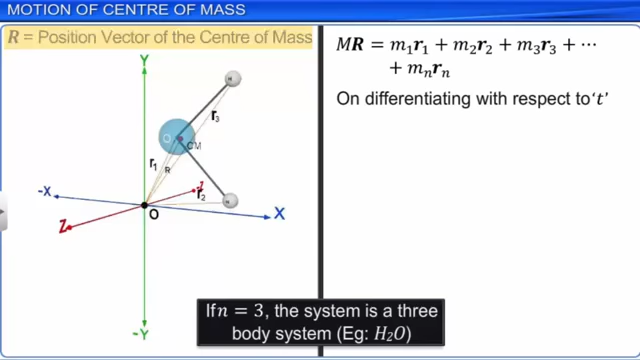 MOTION OF CENTRE OF MASS
R = Position Vector of the Centre of Mass
Y
H
r₃
O
CM
r₁
R
-X
-Z
r₂
H
O
Z
X
-Y
MR = m₁r₁ + m₂r₂ + m₃r₃ + ⋯
+ mₙrₙ
On differentiating with respect to 't'
If n = 3, the system is a three
body system (Eg: H₂O)